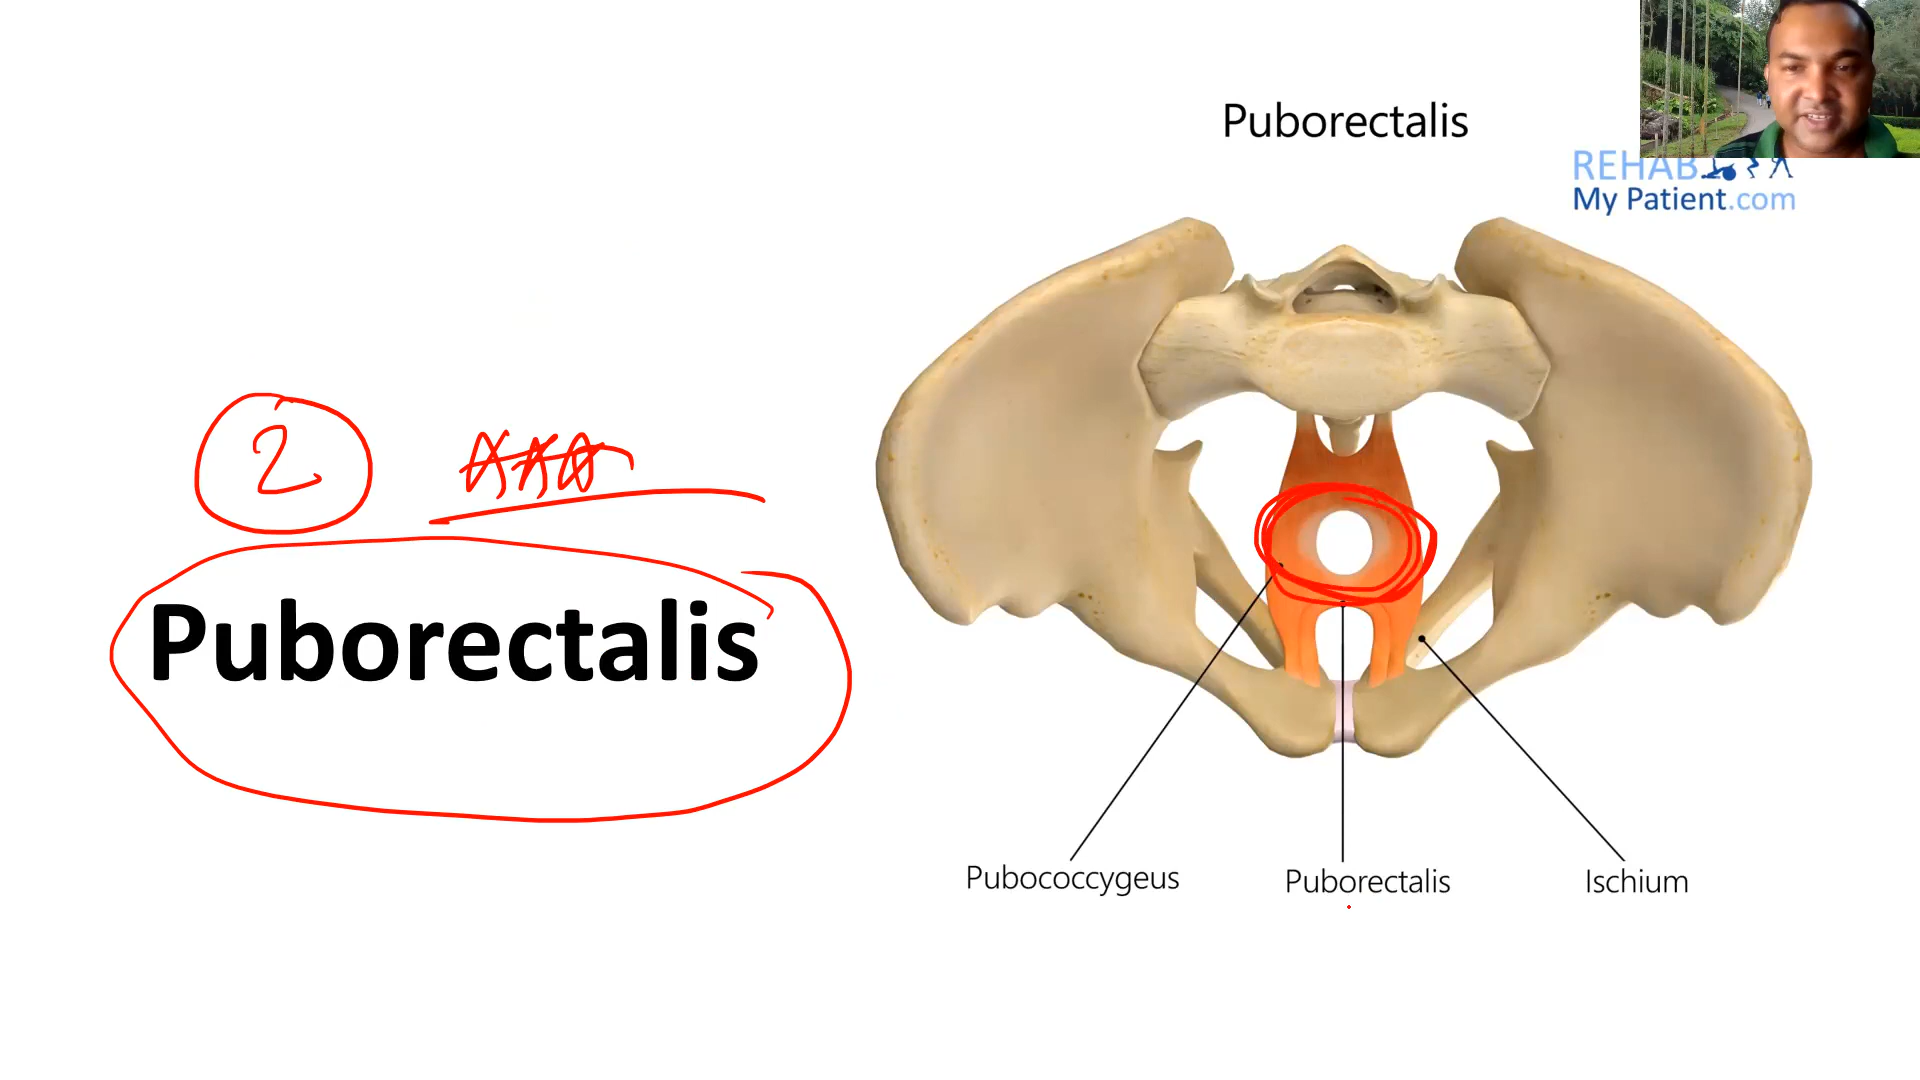 Puborectalis
REHAB
My Patient.com
2
Puborectalis
Pubococcygeus
Puborectalis
Ischium